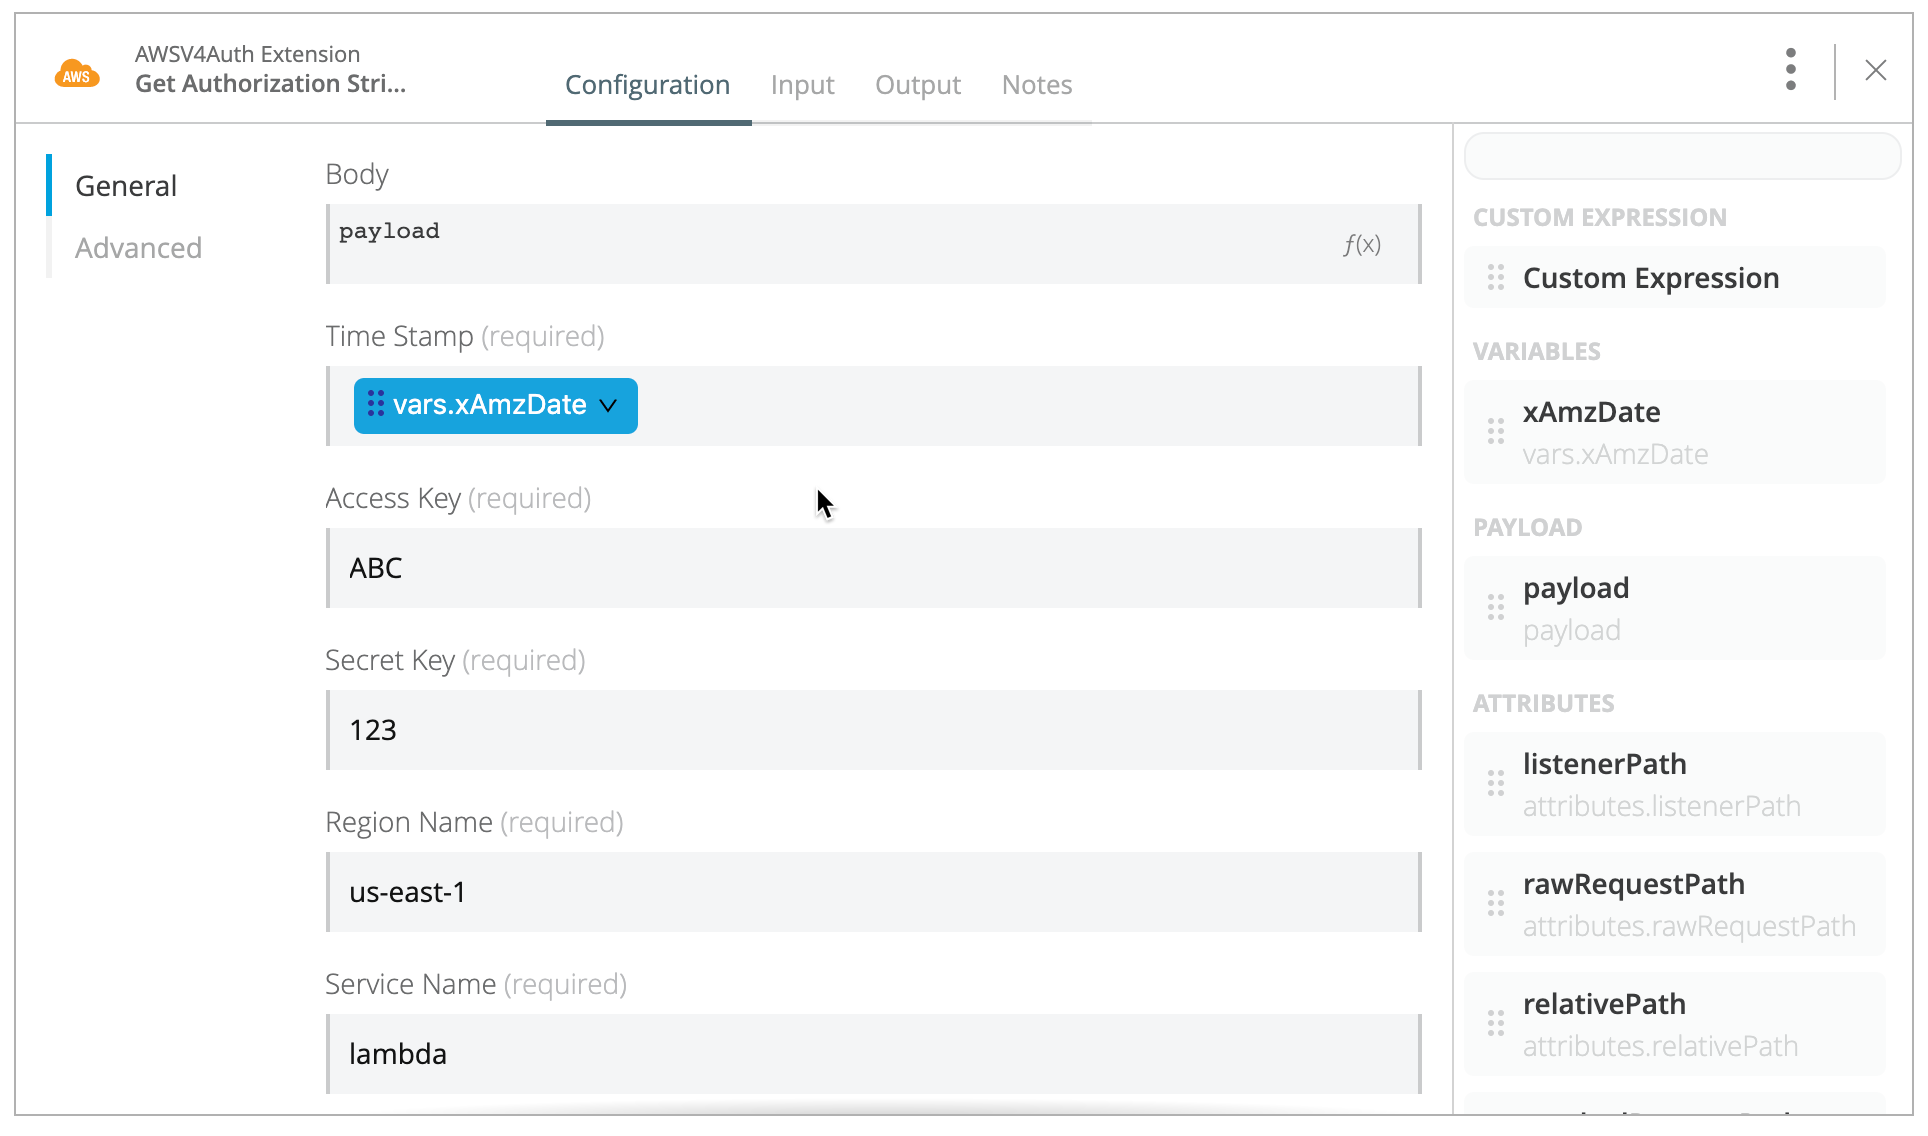 AWS
AWSV4Auth Extension
Get Authorization Stri...
Configuration
Input
Output
Notes
General
Advanced
Body
payload
f(x)
Time Stamp (required)
vars.xAmzDate
Access Key (required)
ABC
Secret Key (required)
123
Region Name (required)
us-east-1
Service Name (required)
lambda
CUSTOM EXPRESSION
Custom Expression
VARIABLES
xAmzDate
vars.xAmzDate
PAYLOAD
payload
payload
ATTRIBUTES
listenerPath
attributes.listenerPath
rawRequestPath
attributes.rawRequestPath
relativePath
attributes.relativePath